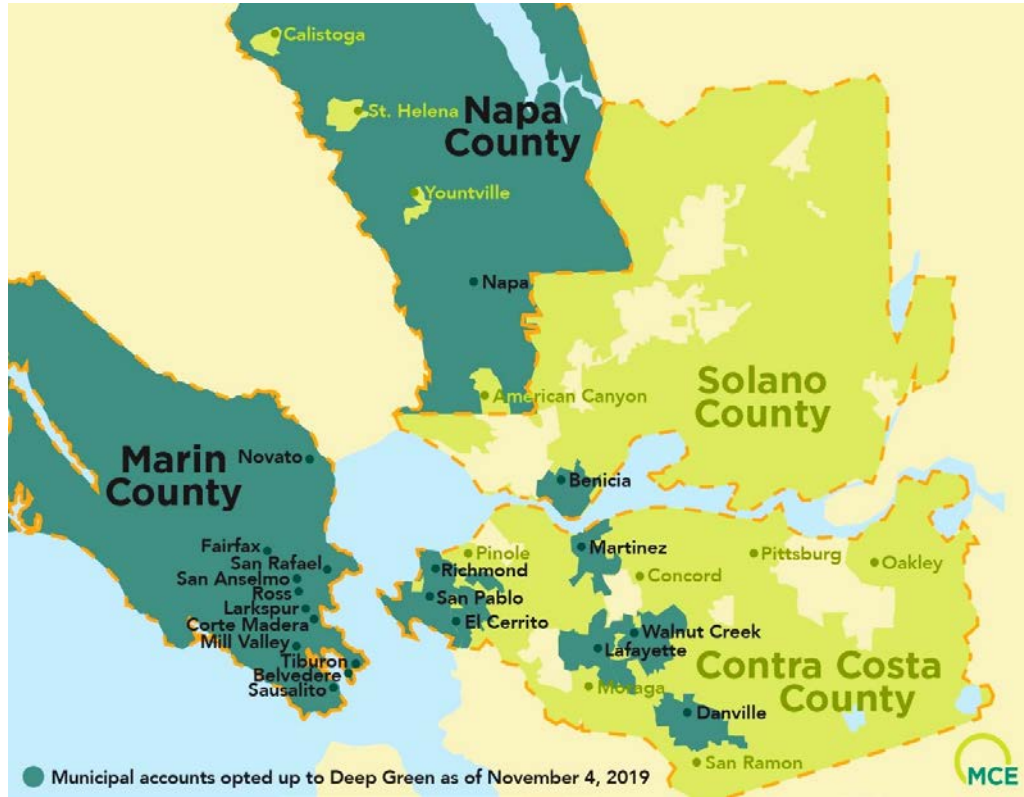 Calistoga
St. Helena
Napa
County
Yountville
Napa
American Canyon
Solano
County
Marin
County
Novato
Benicia
Fairfax
San Rafael
San Anselmo
Ross
Larkspur
Corte Madera
Mill Valley
Tiburon
Belvedere
Sausalito
Pinole
Richmond
San Pablo
El Cerrito
Martinez
Concord
Pittsburg
Oakley
Walnut Creek
Lafayette
Moraga
Contra Costa
County
Danville
San Ramon
Municipal accounts opted up to Deep Green as of November 4, 2019
MCE